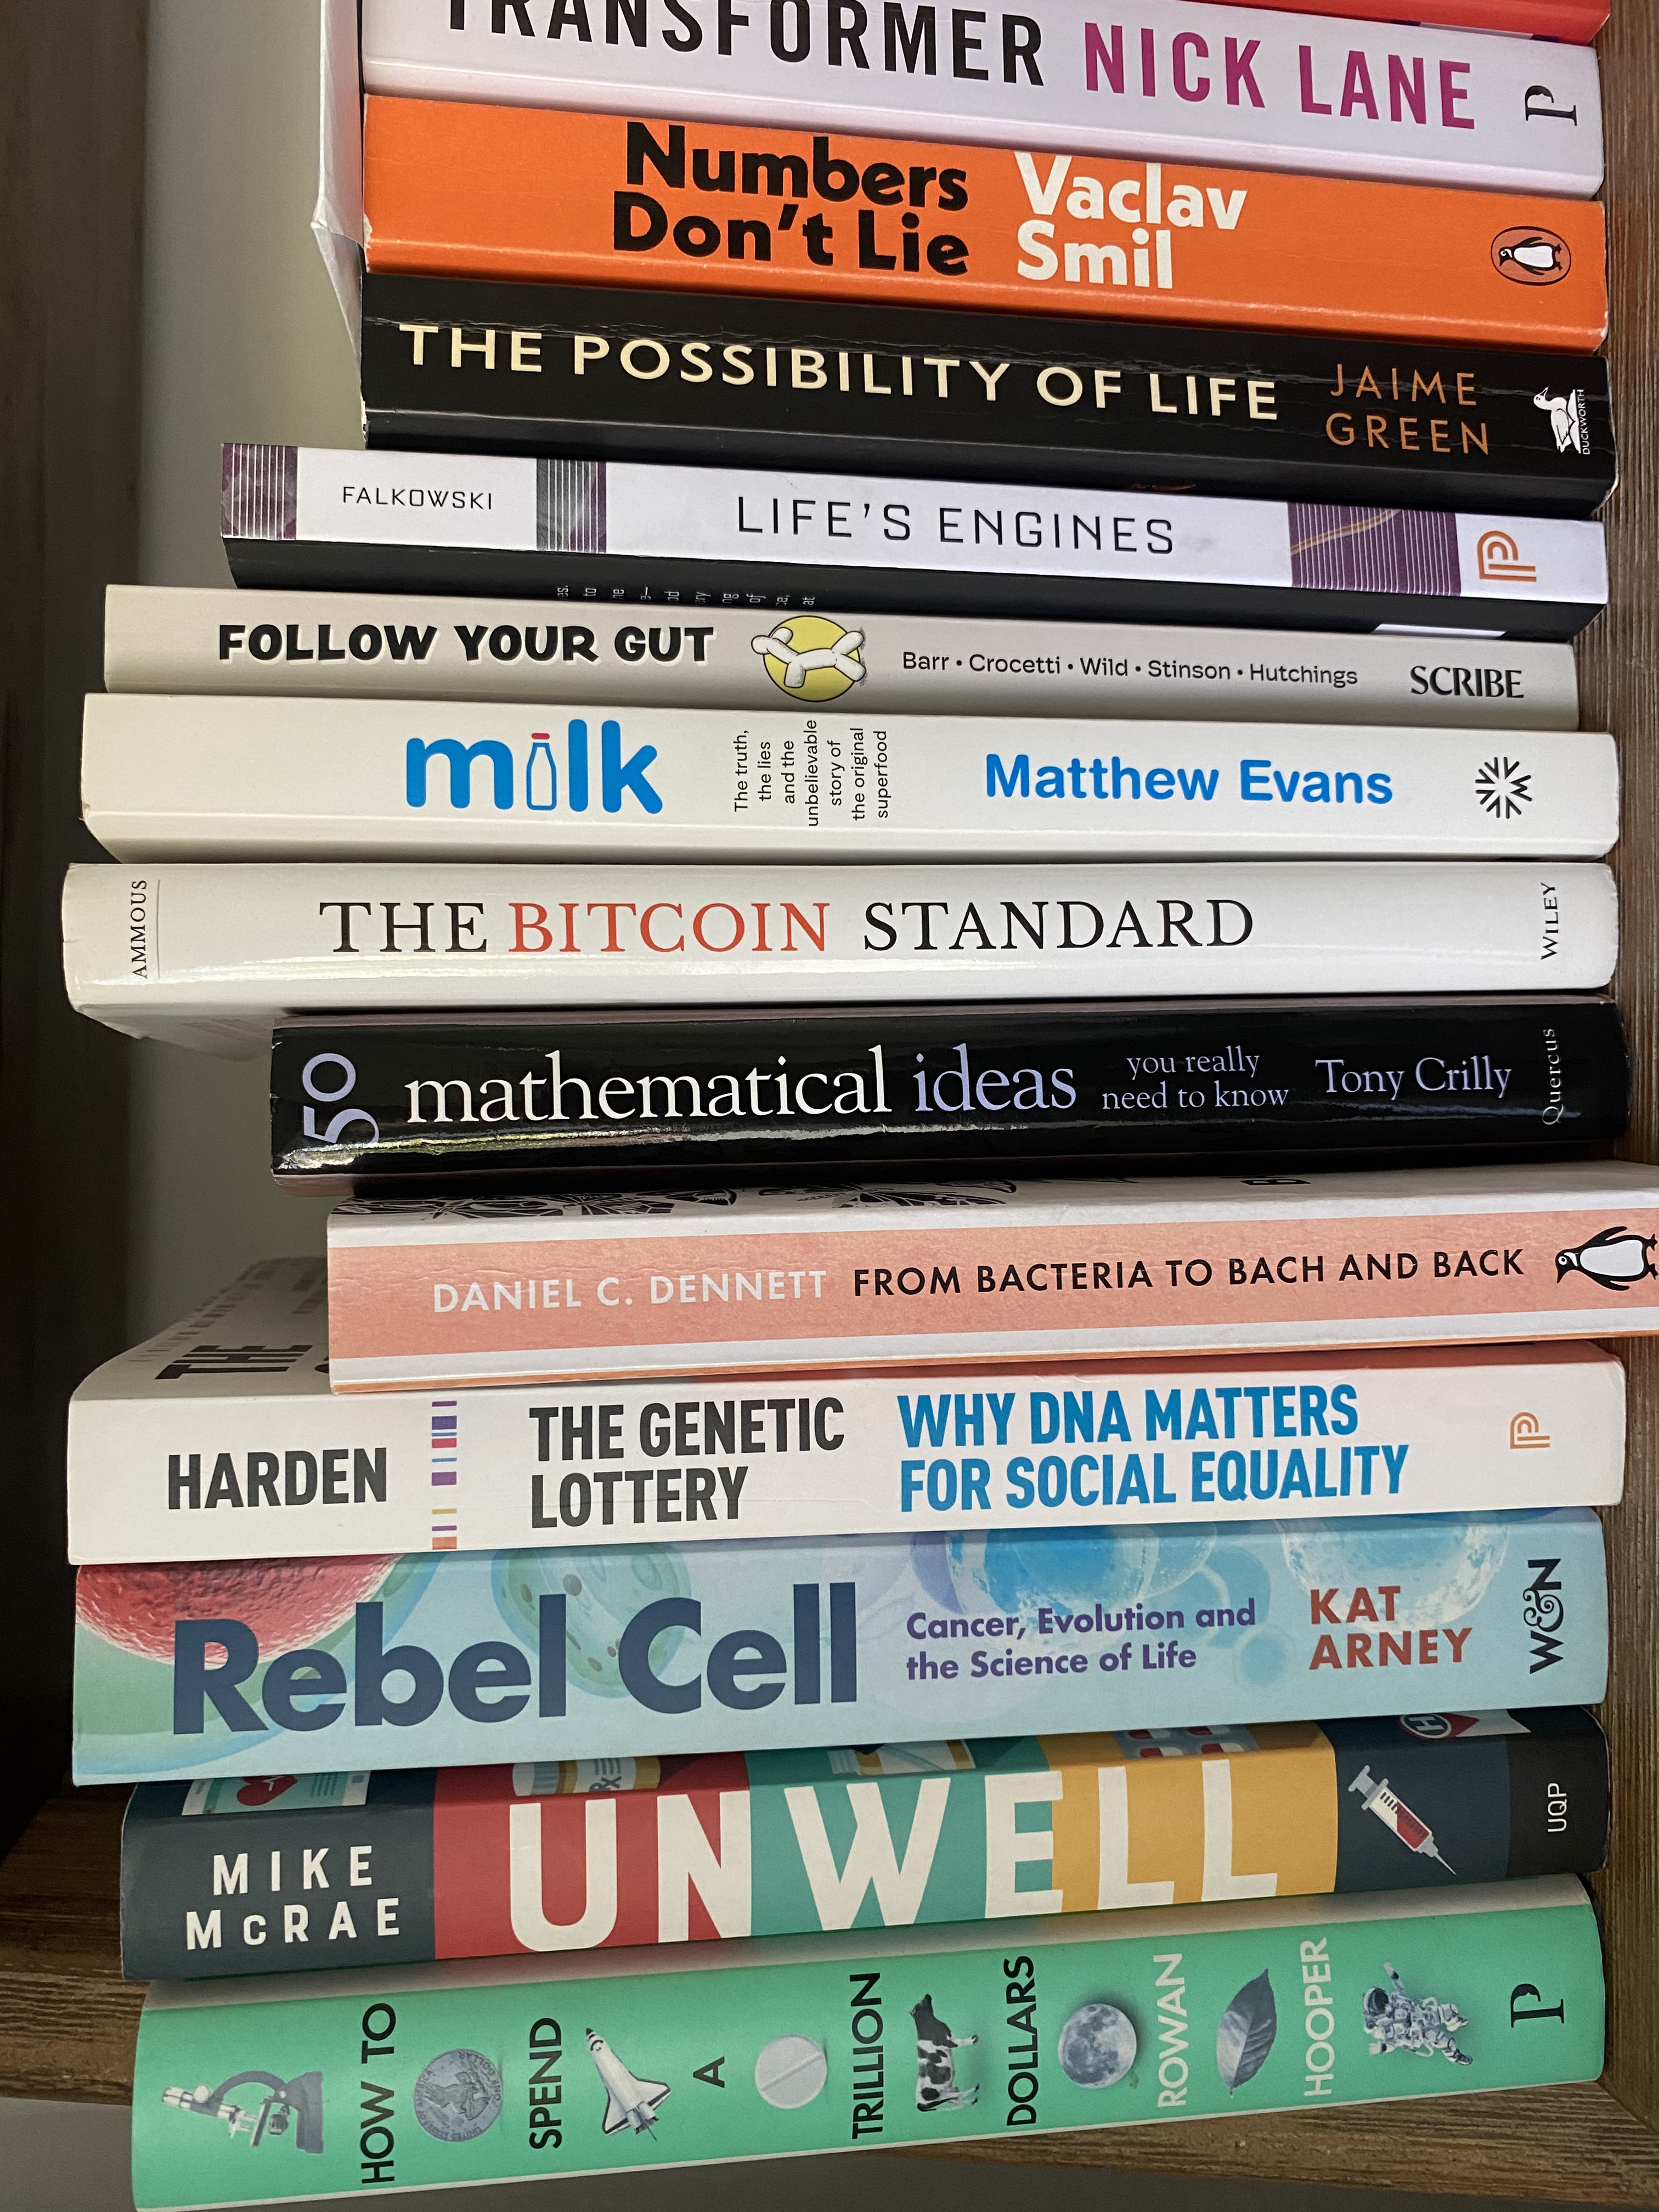 TRANSFORMER NICK LANE P
Numbers
Don't Lie
Vaclav
Smil
THE POSSIBILITY OF LIFE
JAIME
GREEN
DUCKWORTH
FALKOWSKI
LIFE'S ENGINES
to
of
at
FOLLOW YOUR GUT
Barr • Crocetti • Wild • Stinson • Hutchings
SCRIBE
milk
The truth,
the lies
and the
unbelievable
story of
the original
superfood
Matthew Evans
W
AMMOUS
THE BITCOIN STANDARD
WILEY
50
mathematical ideas
you really
need to know
Tony Crilly
Quercus
DANIEL C. DENNETT FROM BACTERIA TO BACH AND BACK
THE
HARDEN
THE GENETIC
LOTTERY
WHY DNA MATTERS
FOR SOCIAL EQUALITY
Rebel Cell
Cancer, Evolution and
the Science of Life
KAT
ARNEY
W&N
MIKE
McRAE
Rx
UNWELL
H
UQP
HOW TO
SPEND
A
TRILLION
DOLLARS
ROWAN
HOOPER
P